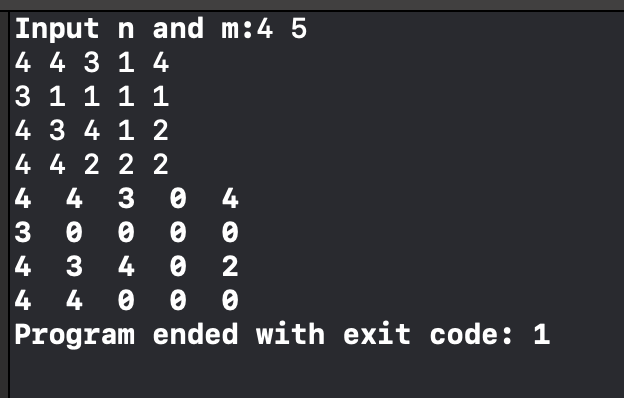 Input n and m:4 5
4 4 3 1 4
3 1 1 1 1
4 3 4 1 2
4 4 2 2 2
4  4  3  0  4
3  0  0  0  0
4  3  4  0  2
4  4  0  0  0
Program ended with exit code: 1